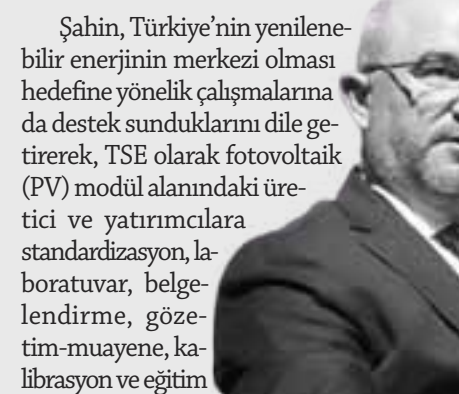 Şahin, Türkiye’nin yenilene-
bilir enerjinin merkezi olması
hedefine yönelik çalışmalarına
da destek sunduklarını dile ge-
tirerek, TSE olarak fotovoltaik
(PV) modül alanındaki üre-
tici ve yatırımcılara
standardizasyon, la-
boratuvar, belge-
lendirme, göze-
tim-muayene, ka-
librasyon ve eğitim